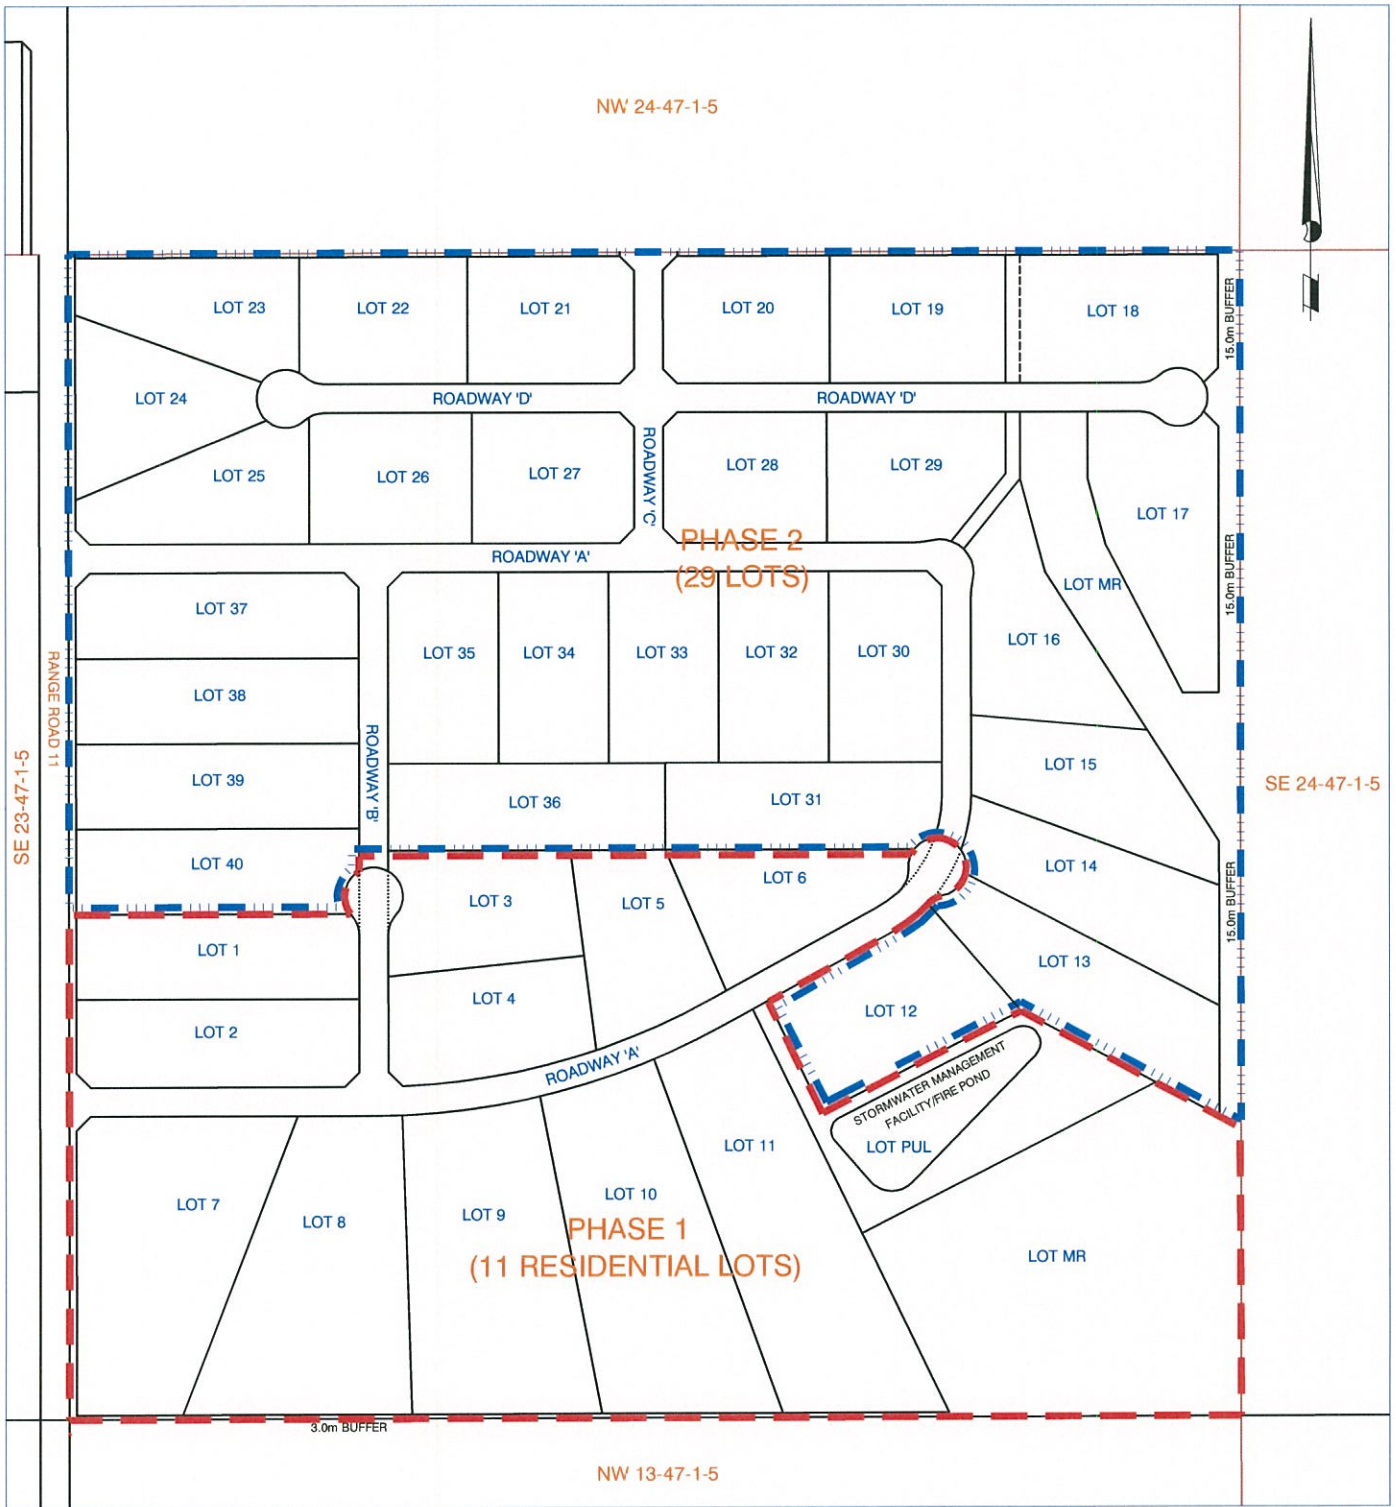 NW 24-47-1-5
LOT 23
LOT 22
LOT 21
LOT 20
LOT 19
LOT 18
15.0m BUFFER
LOT 24
ROADWAY 'D'
ROADWAY 'D'
LOT 25
LOT 26
LOT 27
ROADWAY 'C'
LOT 28
LOT 29
LOT 17
PHASE 2
(29 LOTS)
ROADWAY 'A'
15.0m BUFFER
LOT MR
LOT 37
LOT 16
LOT 35
LOT 34
LOT 33
LOT 32
LOT 30
RANGE ROAD 11
LOT 38
ROADWAY 'B'
LOT 15
SE 23-47-1-5
LOT 39
SE 24-47-1-5
LOT 36
LOT 31
LOT 40
LOT 14
LOT 6
15.0m BUFFER
LOT 3
LOT 5
LOT 1
LOT 13
LOT 4
LOT 12
LOT 2
ROADWAY 'A'
STORMWATER MANAGEMENT
FACILITY/FIRE POND
LOT PUL
LOT 11
LOT 7
LOT 8
LOT 9
LOT 10
PHASE 1
(11 RESIDENTIAL LOTS)
LOT MR
3.0m BUFFER
NW 13-47-1-5